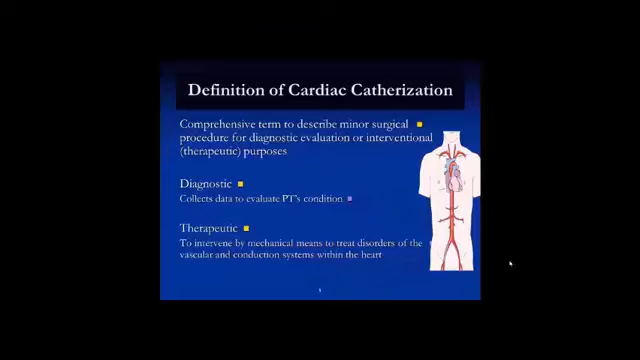 Definition of Cardiac Catherization
Comprehensive term to describe minor surgical
procedure for diagnostic evaluation or interventional
(therapeutic) purposes
Diagnostic
Collects data to evaluate PT's condition
Therapeutic
To intervene by mechanical means to treat disorders of the
vascular and conduction systems within the heart